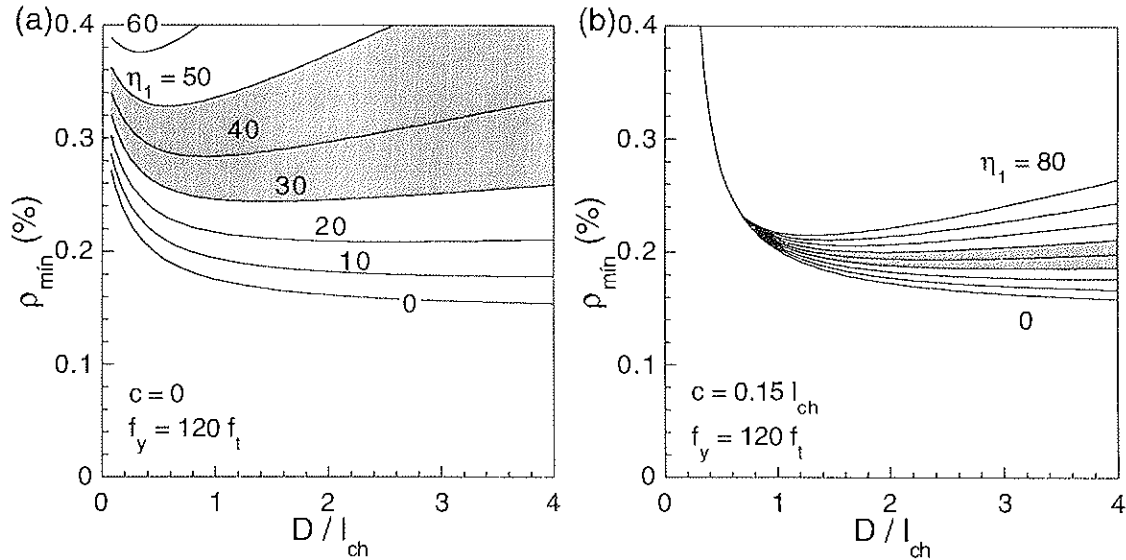 (a)
0.4
0.3
0.2
0.1
0
ρmín (%)
60
η1 = 50
40
30
20
10
0
c = 0
fy = 120 ft
0 1 2 3 4
D / lch
(b)
0.4
0.3
0.2
0.1
0
ρmín (%)
η1 = 80
0
c = 0.15 lch
fy = 120 ft
0 1 2 3 4
D / lch